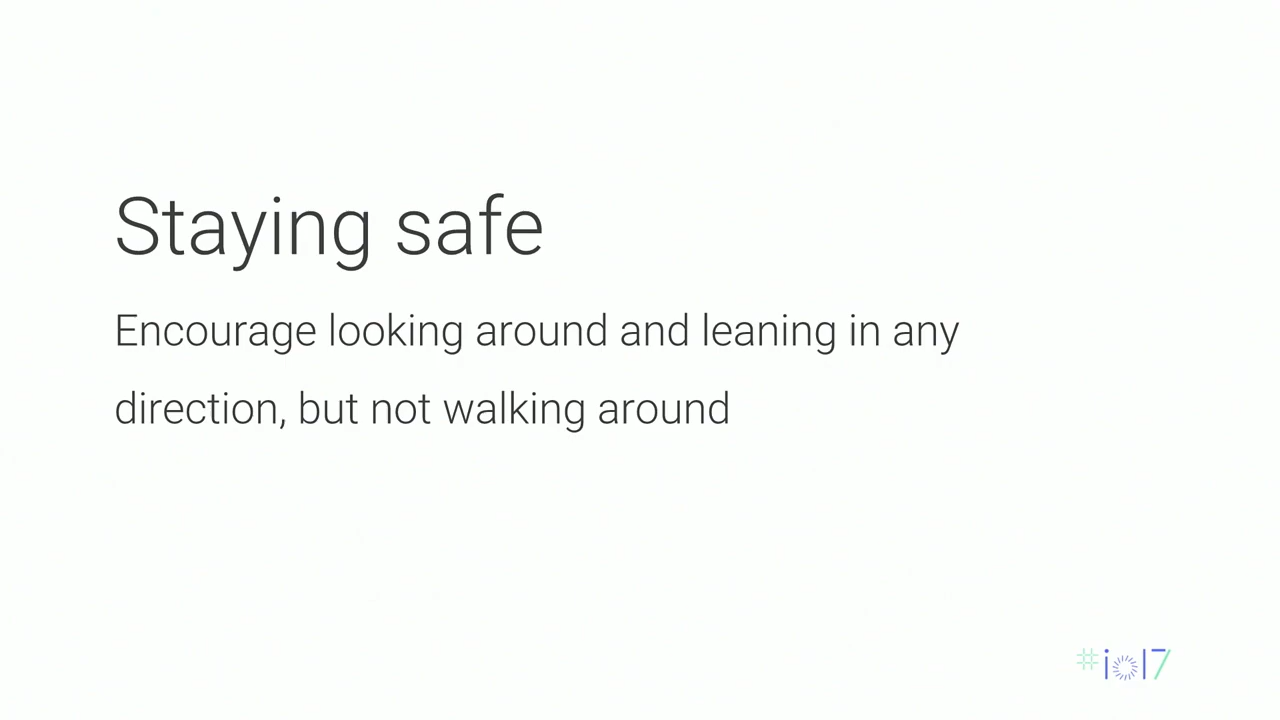 Staying safe
Encourage looking around and leaning in any
direction, but not walking around
#io17